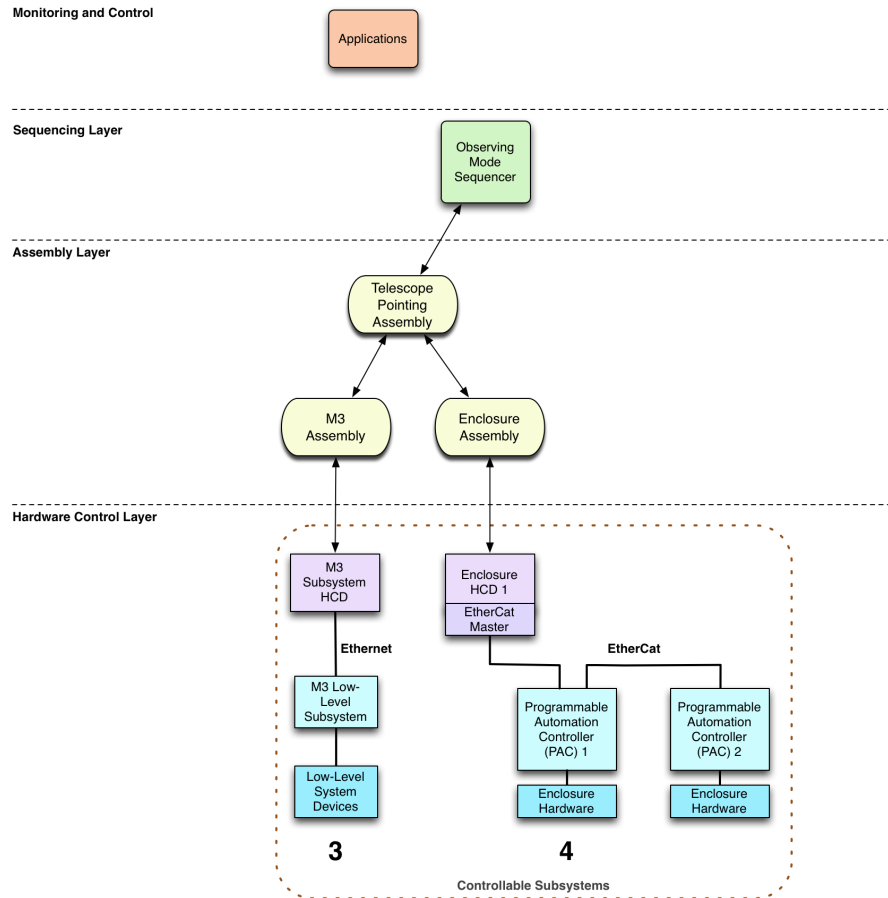 Monitoring and Control
Applications
Sequencing Layer
Observing
Mode
Sequencer
Assembly Layer
Telescope
Pointing
Assembly
M3
Assembly
Enclosure
Assembly
Hardware Control Layer
M3
Subsystem
HCD
Enclosure
HCD 1
EtherCat
Master
Ethernet
EtherCat
M3 Low-
Level
Subsystem
Programmable
Automation
Controller
(PAC) 1
Programmable
Automation
Controller
(PAC) 2
Low-Level
System
Devices
Enclosure
Hardware
Enclosure
Hardware
3
4
Controllable Subsystems